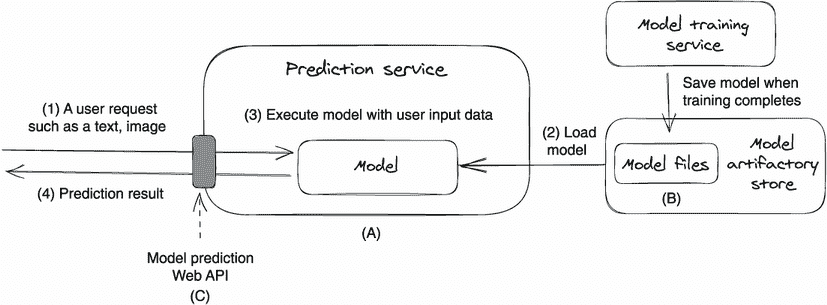 Model training
service
Prediction service
Save model when
training completes
(1) A user request
such as a text, image
(3) Execute model with user input data
(2) Load
model
Model
Model files
Model
artifactory
store
(4) Prediction result
(B)
(A)
Model prediction
Web API
(C)